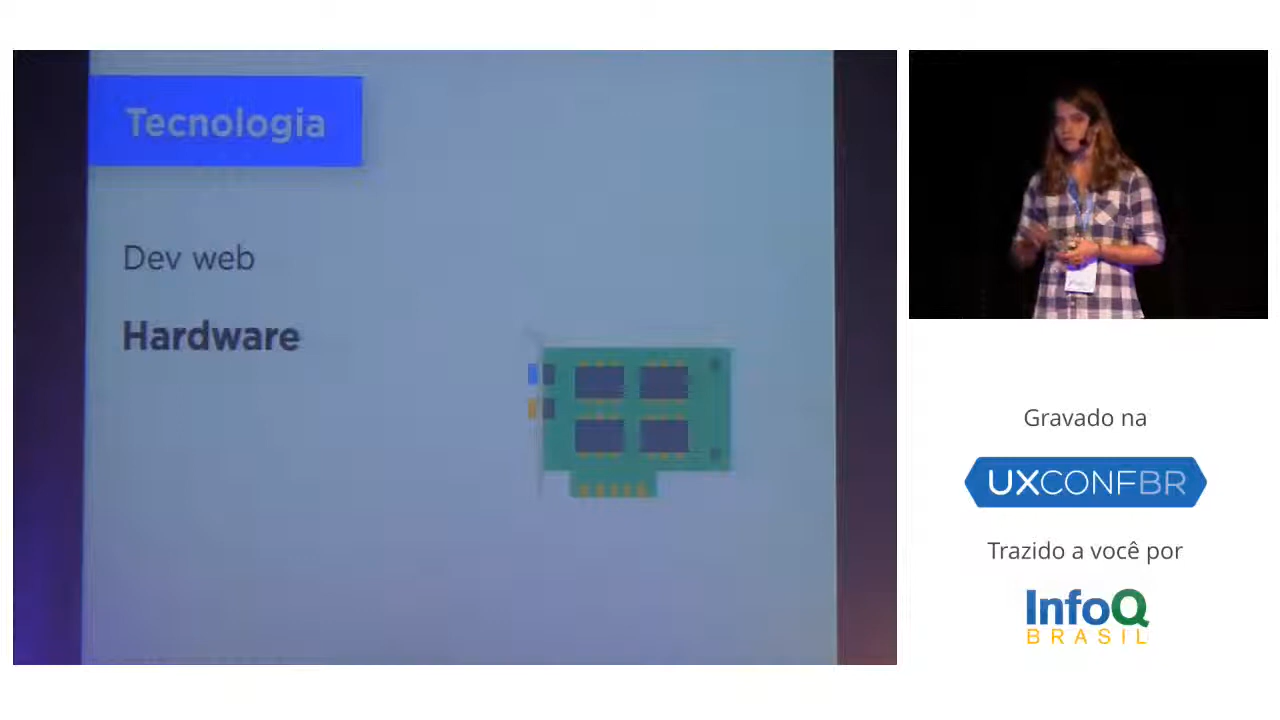 Tecnologia
Dev web
Hardware
Gravado na
UXCONFBR
Trazido a você por
InfoQ
BRASIL